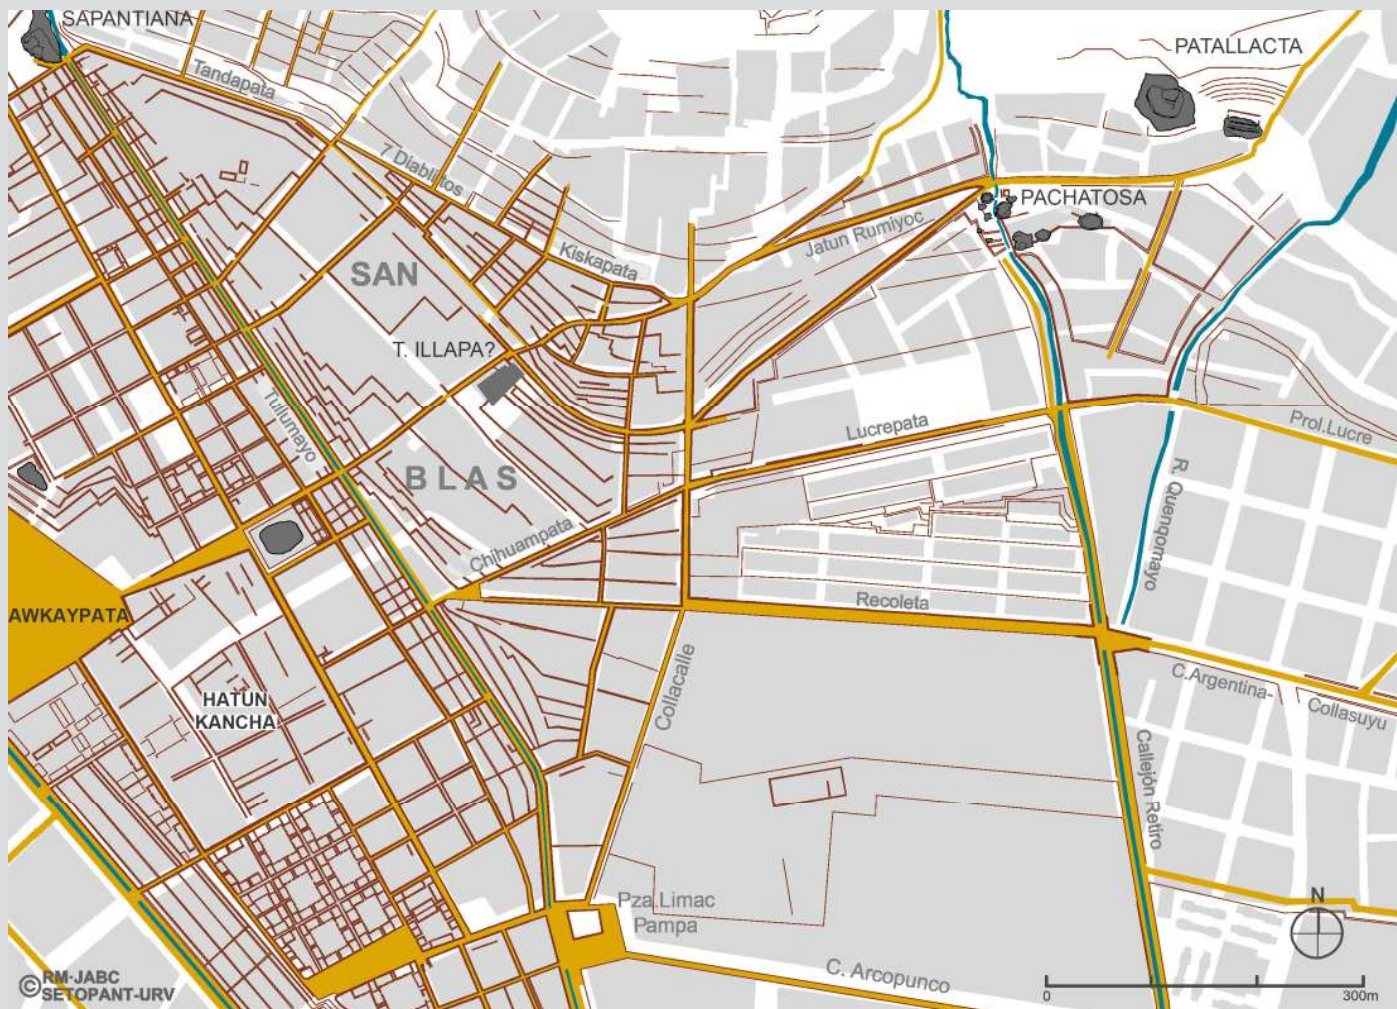 SAPANTIANA
PATALLACTA
Tandapata
7 Diablitos
PACHATOSA
Jatun Rumiyoc
Kiskapata
SAN
T. ILLAPA?
Tullumayo
Lucrepata
Prol.Lucre
BLAS
R. Quenqomayo
Chihuampata
Recoleta
AWKAYPATA
C.Argentina-
Collasuyu
HATUN
KANCHA
Collacalle
Callejón Retiro
Pza.Limac
Pampa
N
C. Arcopunco
© RM-JABC
SETOPANT-URV
0
300m